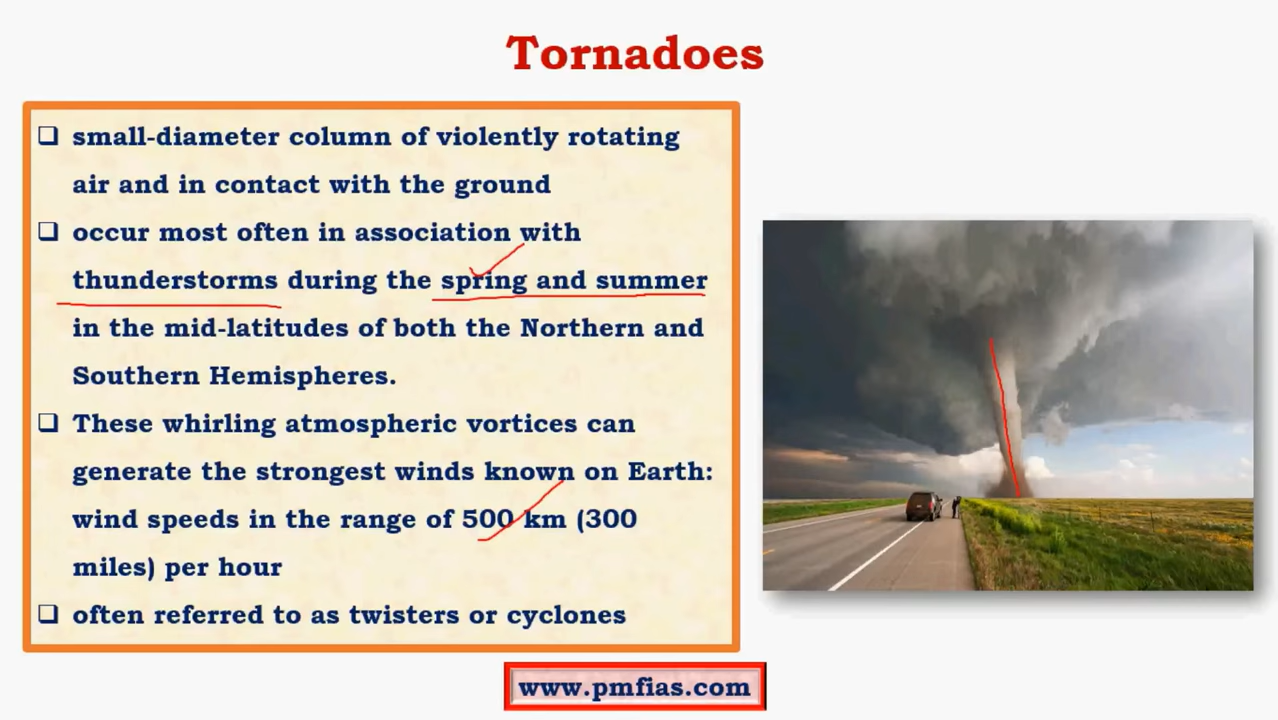 Tornadoes
❑ small-diameter column of violently rotating
air and in contact with the ground
❑ occur most often in association with
thunderstorms during the spring and summer
in the mid-latitudes of both the Northern and
Southern Hemispheres.
❑ These whirling atmospheric vortices can
generate the strongest winds known on Earth:
wind speeds in the range of 500 km (300
miles) per hour
❑ often referred to as twisters or cyclones
www.pmfias.com